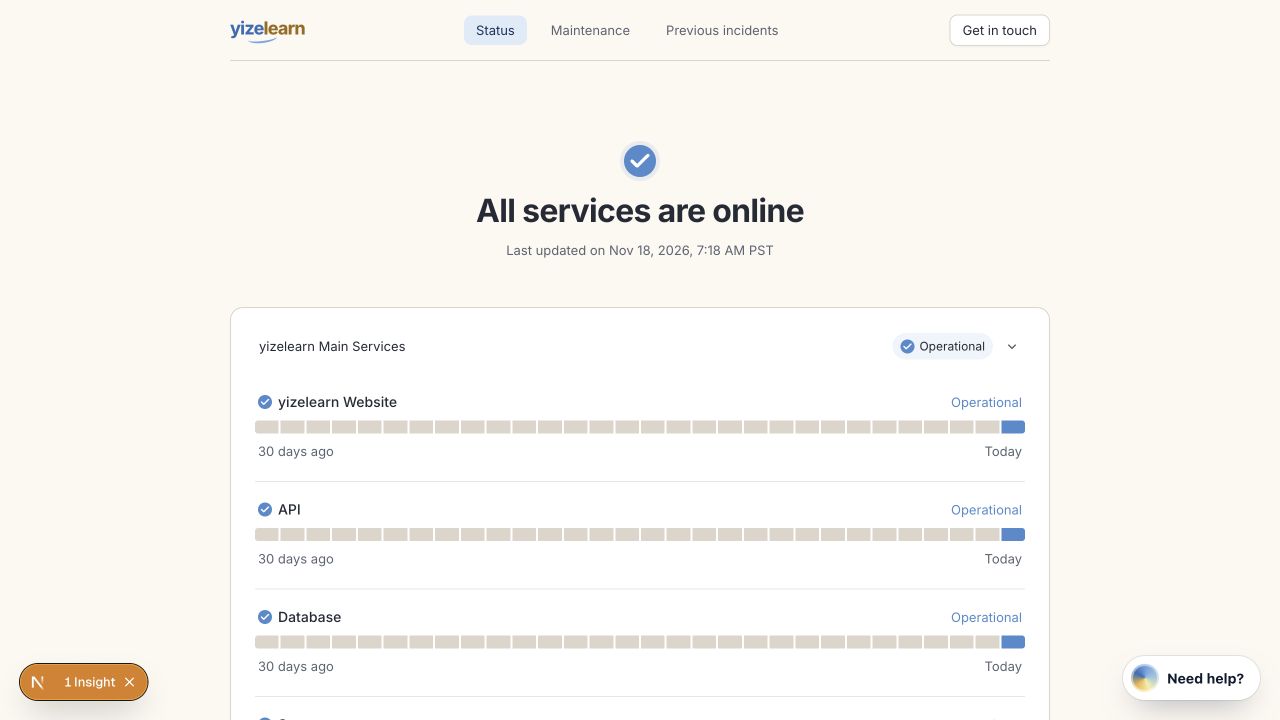 yizelearn
Status
Maintenance
Previous incidents
Get in touch
All services are online
Last updated on Nov 18, 2026, 7:18 AM PST
yizelearn Main Services
Operational
yizelearn Website
Operational
30 days ago
Today
API
Operational
30 days ago
Today
Database
Operational
30 days ago
Today
N
1 Insight
Need help?